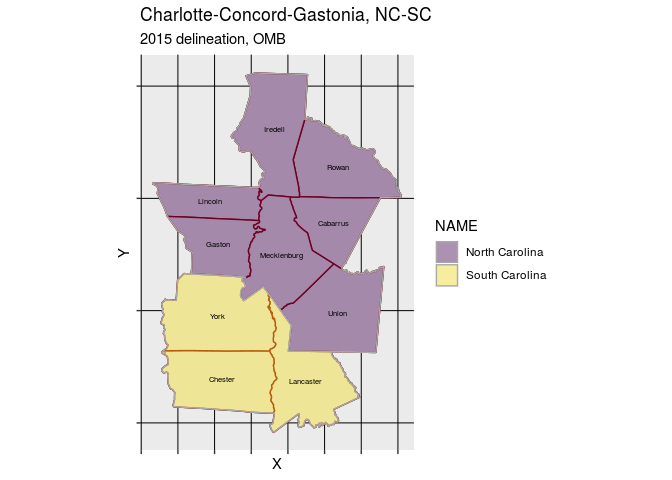 Charlotte-Concord-Gastonia, NC-SC
2015 delineation, OMB
Iredell
Rowan
Lincoln
Cabarrus
Gaston
Mecklenburg
York
Union
Chester
Lancaster
Y
X
NAME
North Carolina
South Carolina